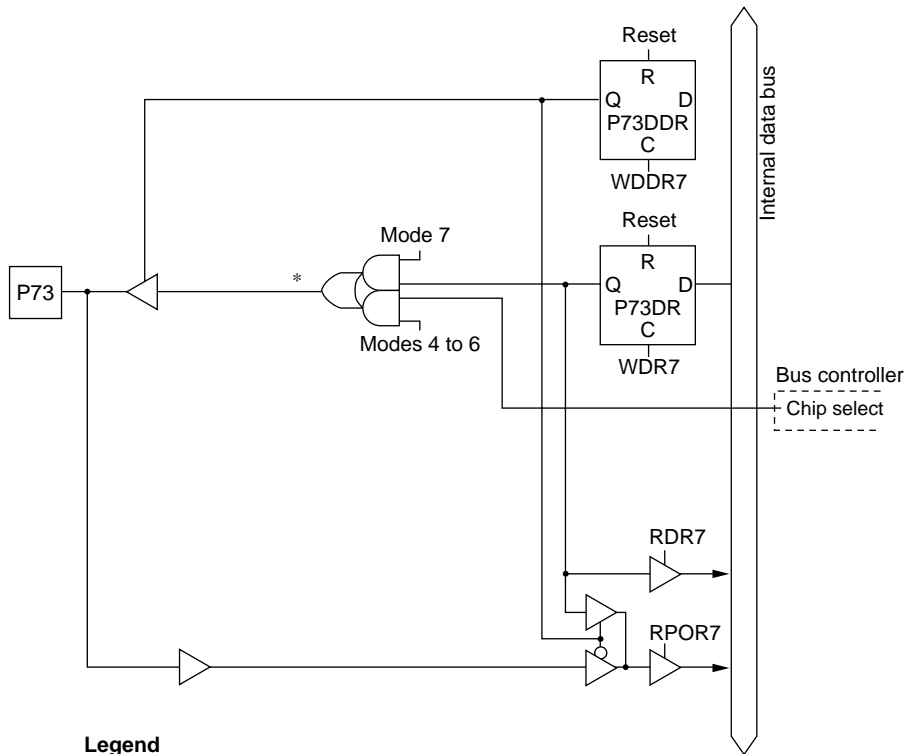 Reset
R
Q D
P73DDR
C
WDDR7
Internal data bus
Reset
R
Q D
P73DR
C
WDR7
Mode 7
*
P73
Modes 4 to 6
Bus controller
Chip select
RDR7
RPOR7
Legend